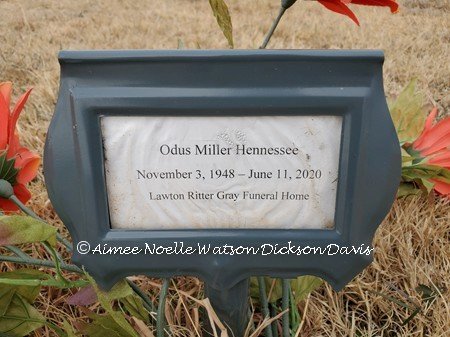 Odus Miller Hennessee
November 3, 1948 – June 11, 2020
Lawton Ritter Gray Funeral Home
©Aimee Noelle Watson Dickson Davis